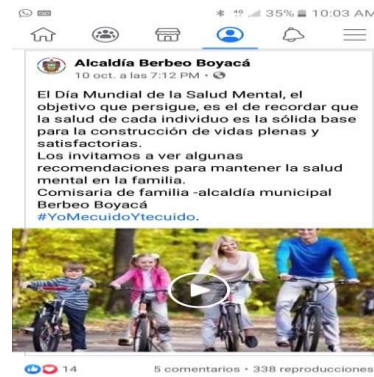 35% 10:03 AM
Alcaldía Berbeo Boyacá
10 oct. a las 7:12 PM •
El Día Mundial de la Salud Mental, el
objetivo que persigue, es el de recordar que
la salud de cada individuo es la sólida base
para la construcción de vidas plenas y
satisfactorias.
Los invitamos a ver algunas
recomendaciones para mantener la salud
mental en la familia.
Comisaria de familia -alcaldía municipal
Berbeo Boyacá
#YoMecuidoYtecuido.
14 5 comentarios • 338 reproducciones